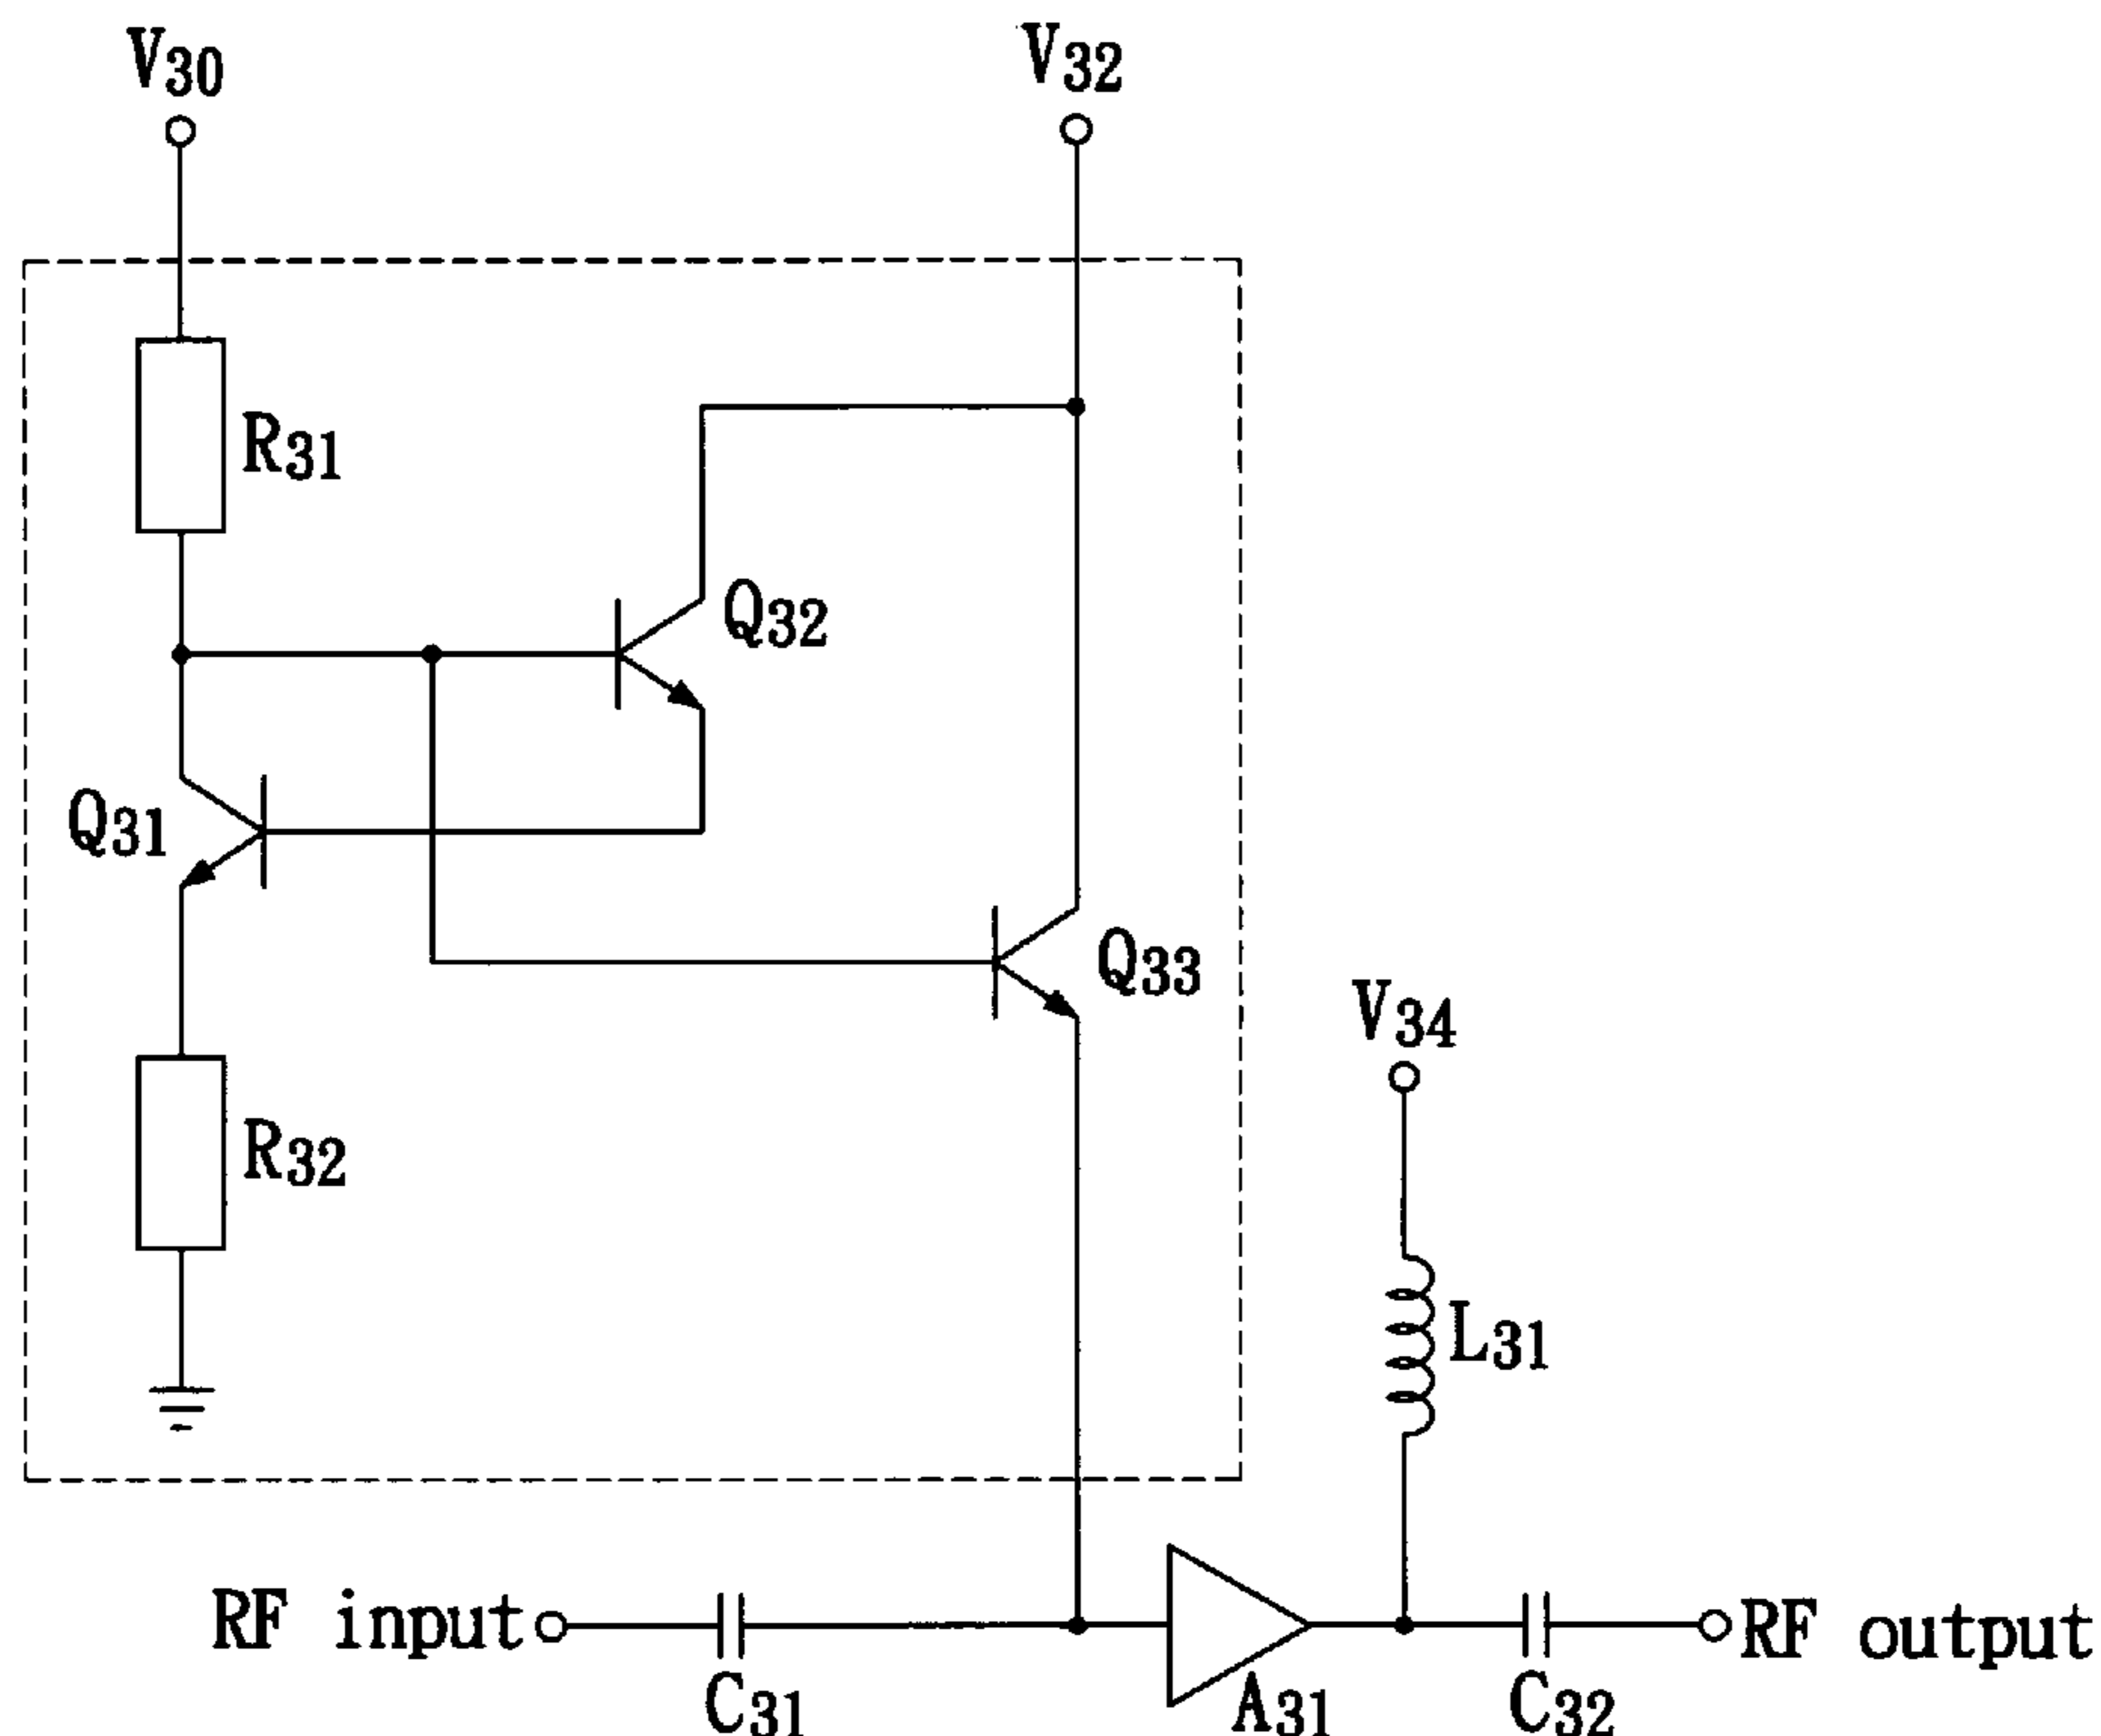 V30
V32
R31
Q32
Q31
Q33
V34
R32
L31
RF input
RF output
C31
A31
C32